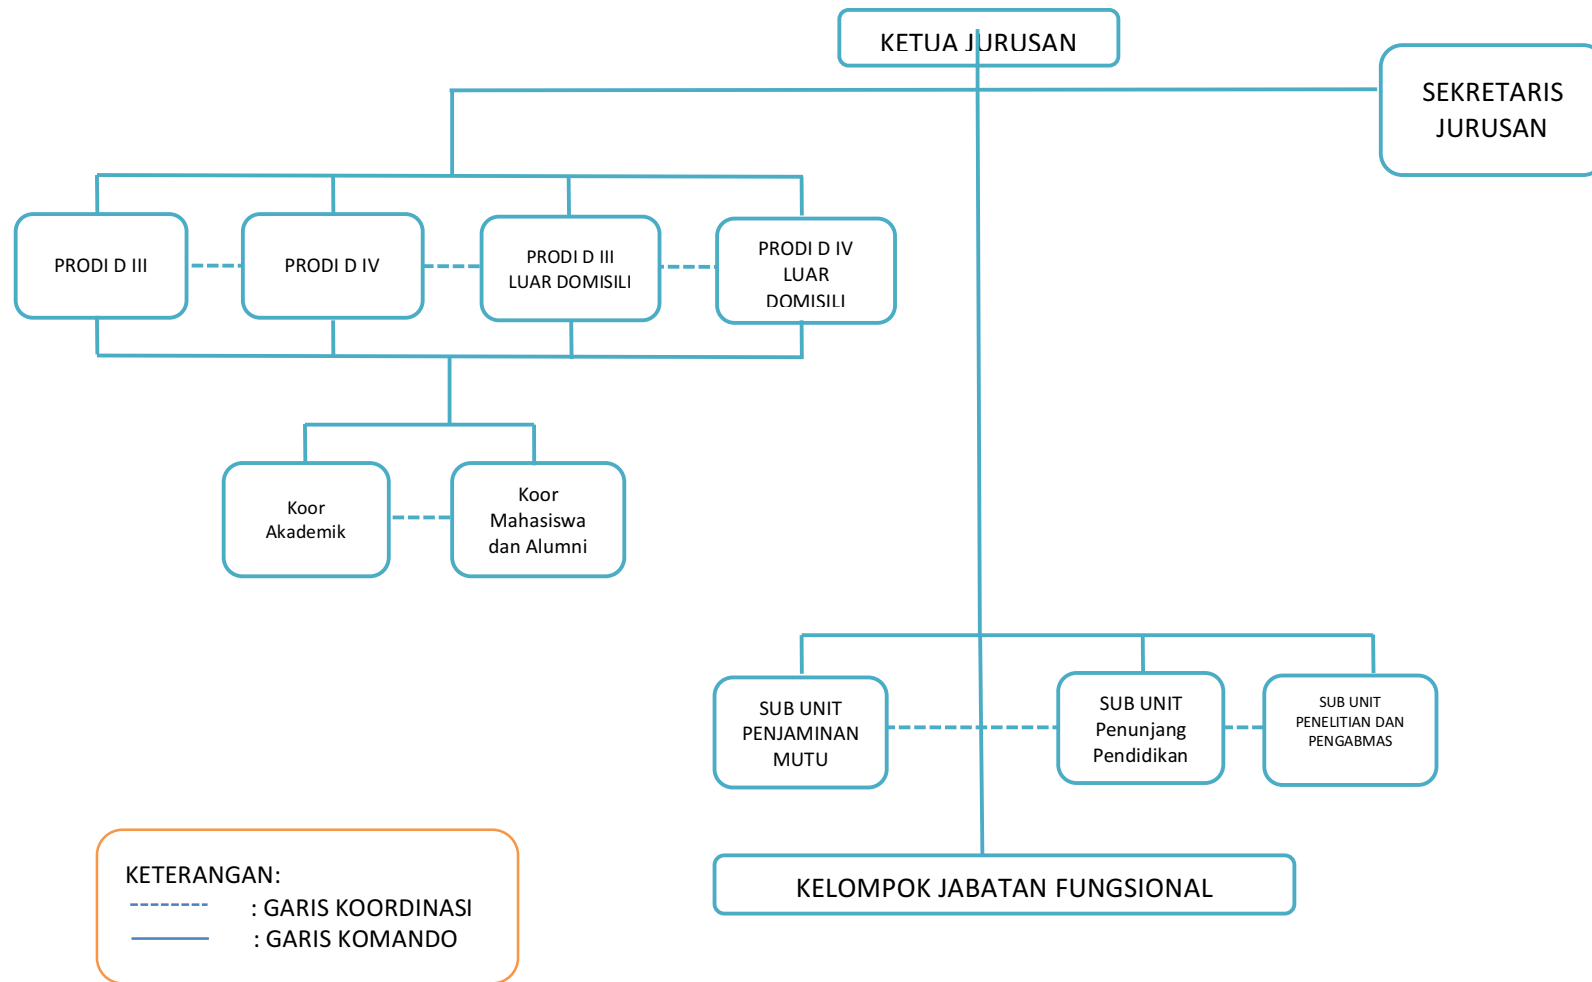 KETUA JURUSAN
SEKRETARIS
JURUSAN
PRODI D III
PRODI D IV
PRODI D III
LUAR DOMISILI
PRODI D IV
LUAR
DOMISILI
Koor
Akademik
Koor
Mahasiswa
dan Alumni
SUB UNIT
PENJAMINAN
MUTU
SUB UNIT
Penunjang
Pendidikan
SUB UNIT
PENELITIAN DAN
PENGABMAS
KELOMPOK JABATAN FUNGSIONAL
KETERANGAN:
: GARIS KOORDINASI
: GARIS KOMANDO